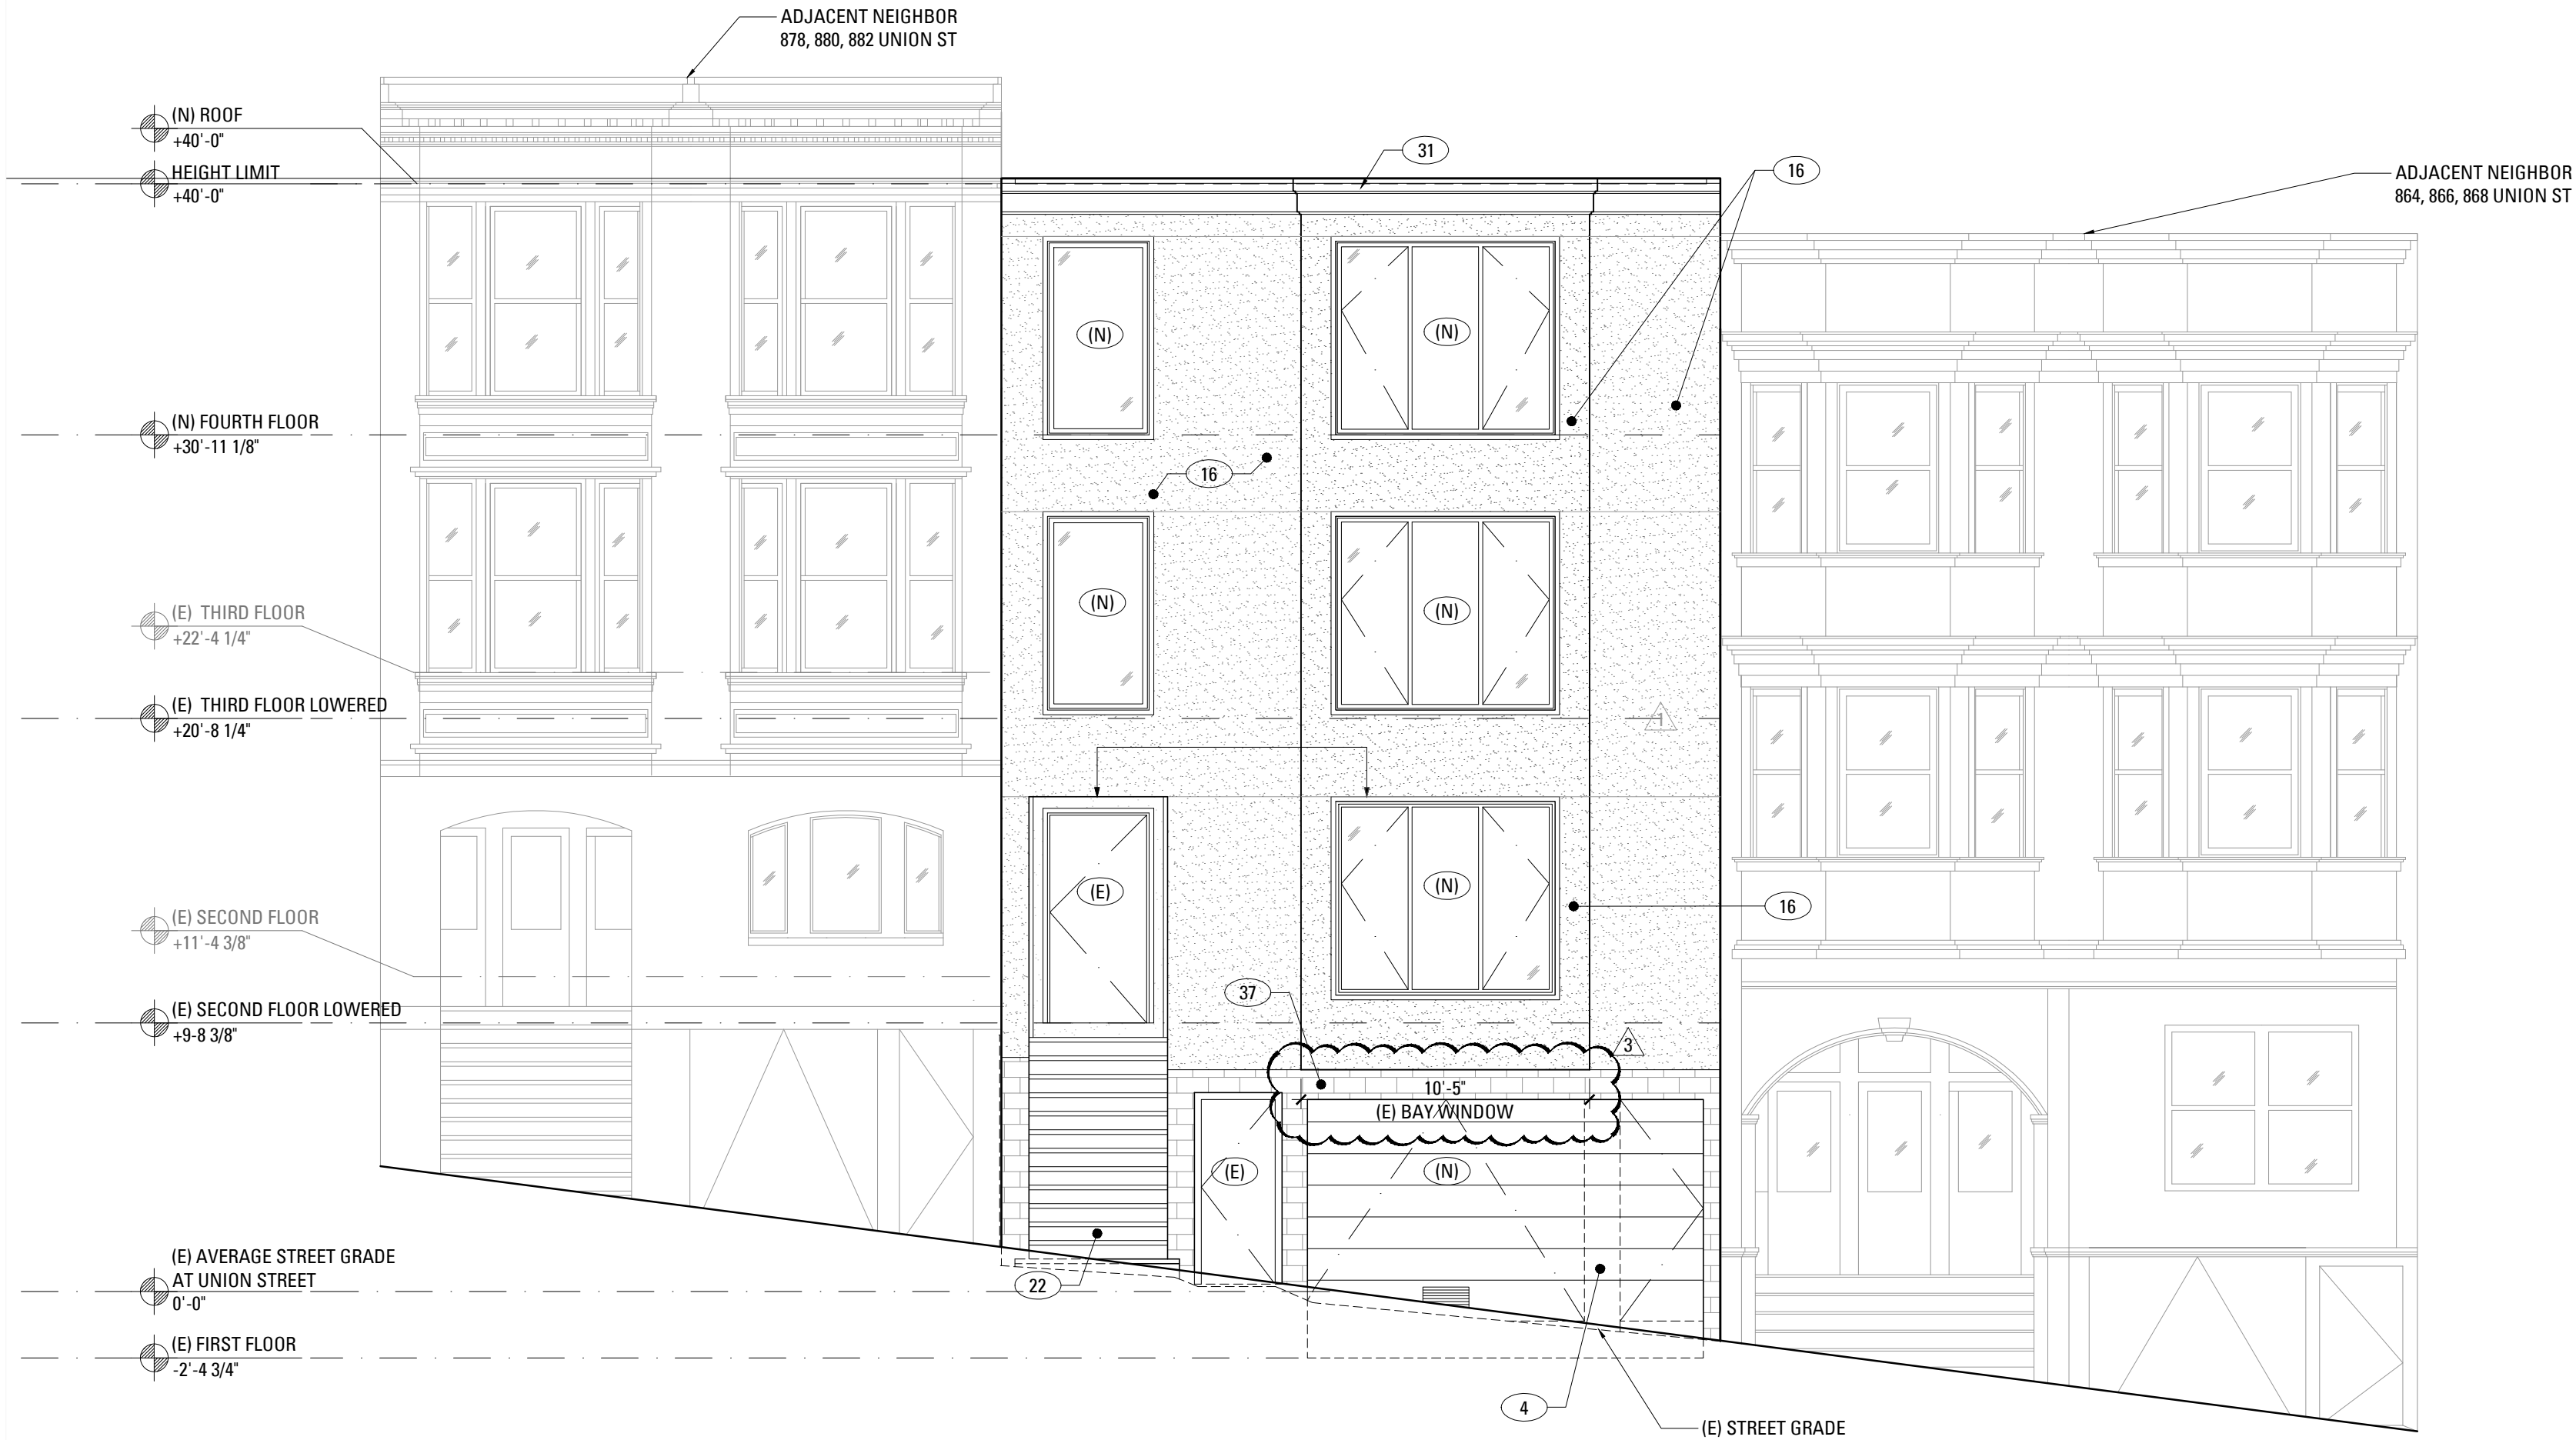 ADJACENT NEIGHBOR
878, 880, 882 UNION ST
(N) ROOF
+40'-0"
HEIGHT LIMIT
+40'-0"
31
16
ADJACENT NEIGHBOR
864, 866, 868 UNION ST
(N)
(N)
(N) FOURTH FLOOR
+30'-11 1/8"
16
(N)
(N)
(E) THIRD FLOOR
+22'-4 1/4"
(E) THIRD FLOOR LOWERED
+20'-8 1/4"
1
(E)
(N)
16
(E) SECOND FLOOR
+11'-4 3/8"
37
(E) SECOND FLOOR LOWERED
+9-8 3/8"
3
10'-5"
(E) BAY WINDOW
(E)
(N)
(E) AVERAGE STREET GRADE
AT UNION STREET
0'-0"
22
(E) FIRST FLOOR
-2'-4 3/4"
4
(E) STREET GRADE